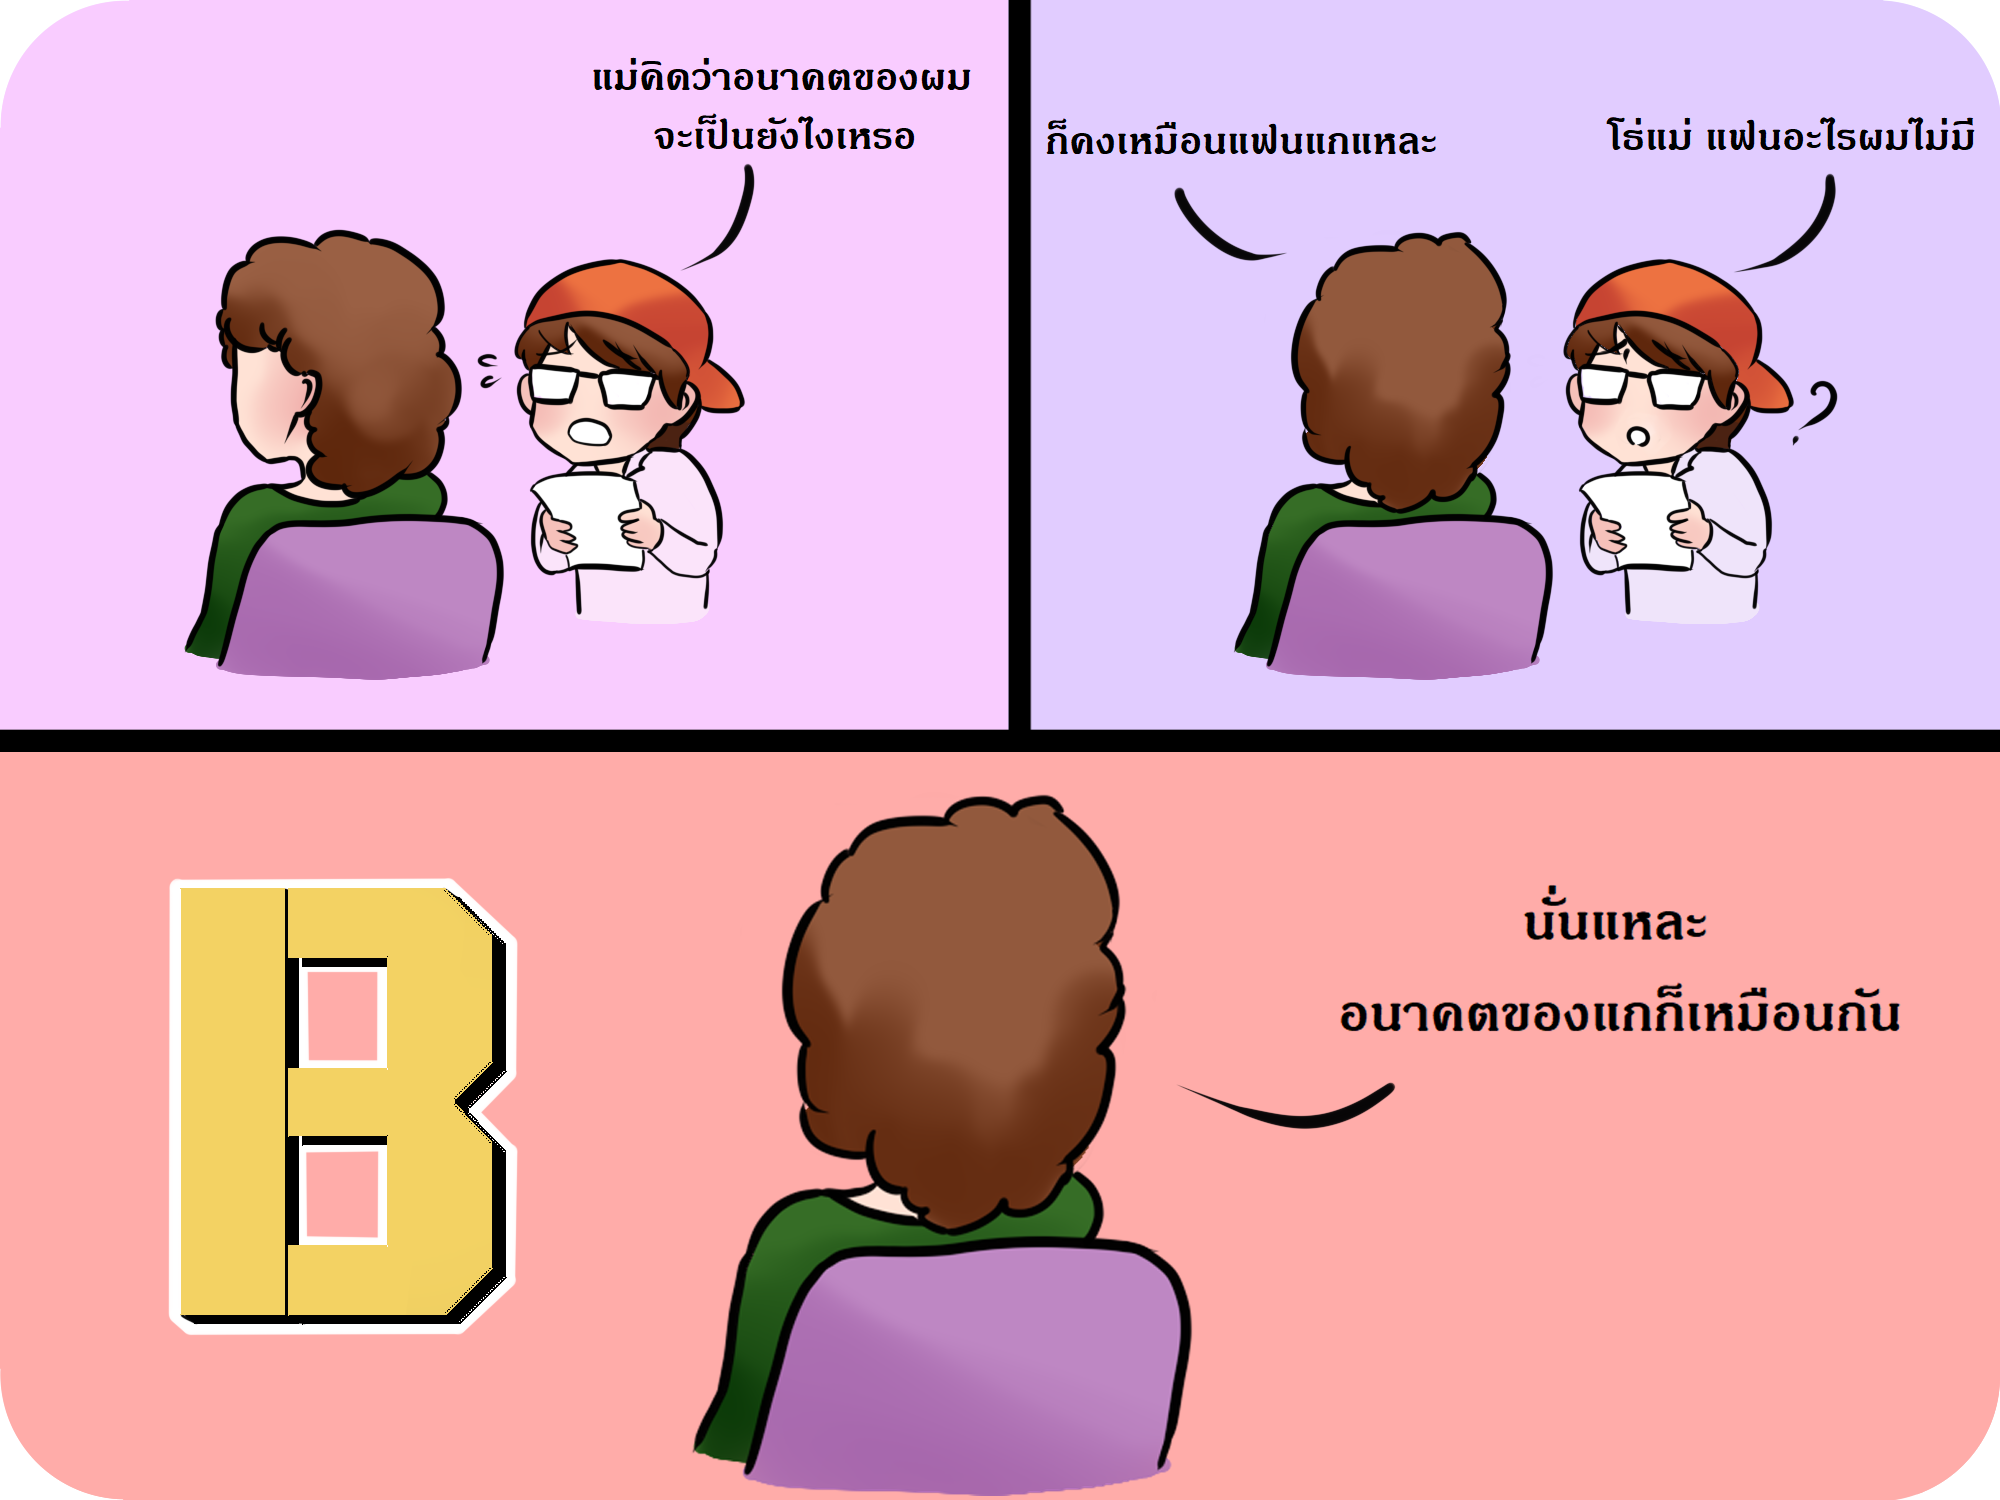 แม่คิดว่าอนาคตของผม
จะเป็นยังไงเหรอ
ก็คงเหมือนแฟนแกแหละ
โธ่แม่ แฟนอะไรผมไม่มี
B
นั่นแหละ
อนาคตของแกก็เหมือนกัน